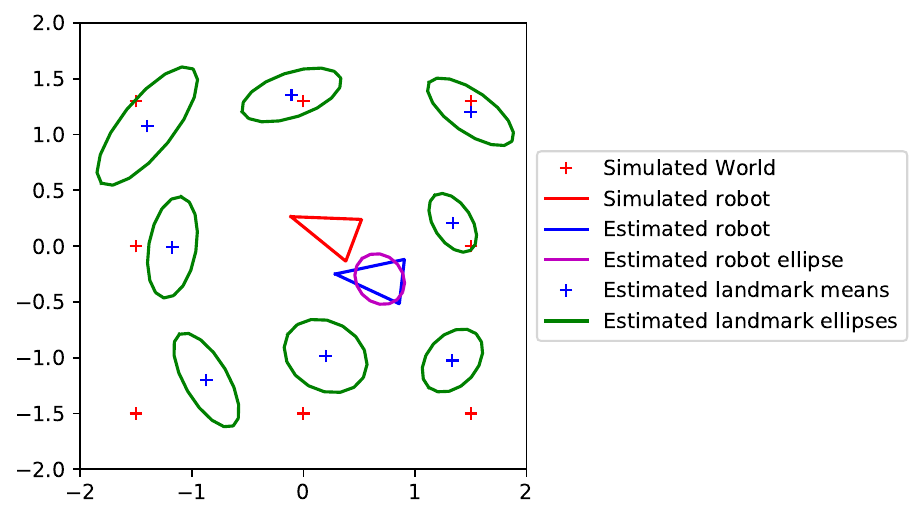 2.0
1.5
1.0
0.5
0.0
−0.5
−1.0
−1.5
−2.0
−2
−1
0
1
2
Simulated World
Simulated robot
Estimated robot
Estimated robot ellipse
Estimated landmark means
Estimated landmark ellipses